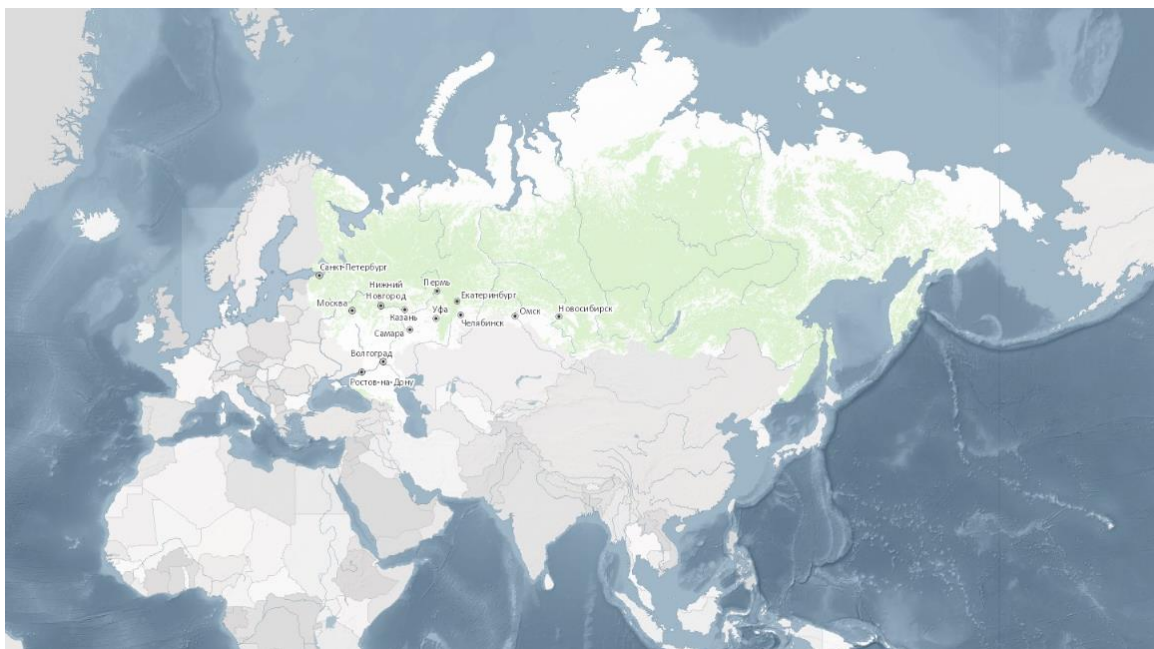 Санкт-Петербург
Нижний
Новгород
Пермь
Екатеринбург
Москва
Казань
Уфа
Челябинск
Омск
Новосибирск
Самара
Волгоград
Ростов-на-Дону